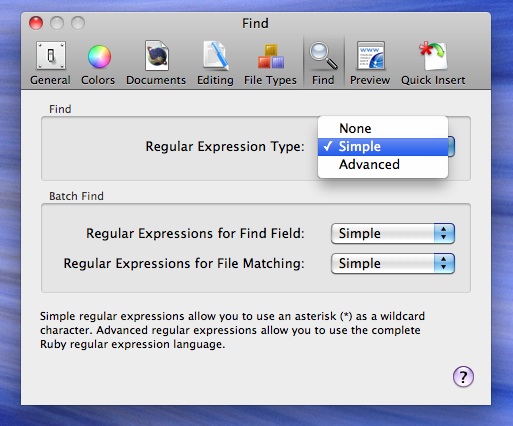 Find
General Colors Documents Editing File Types Find Preview Quick Insert
Find
Regular Expression Type:
None
✓ Simple
Advanced
Batch Find
Regular Expressions for Find Field: Simple
Regular Expressions for File Matching: Simple
Simple regular expressions allow you to use an asterisk (*) as a wildcard
character. Advanced regular expressions allow you to use the complete
Ruby regular expression language.
?